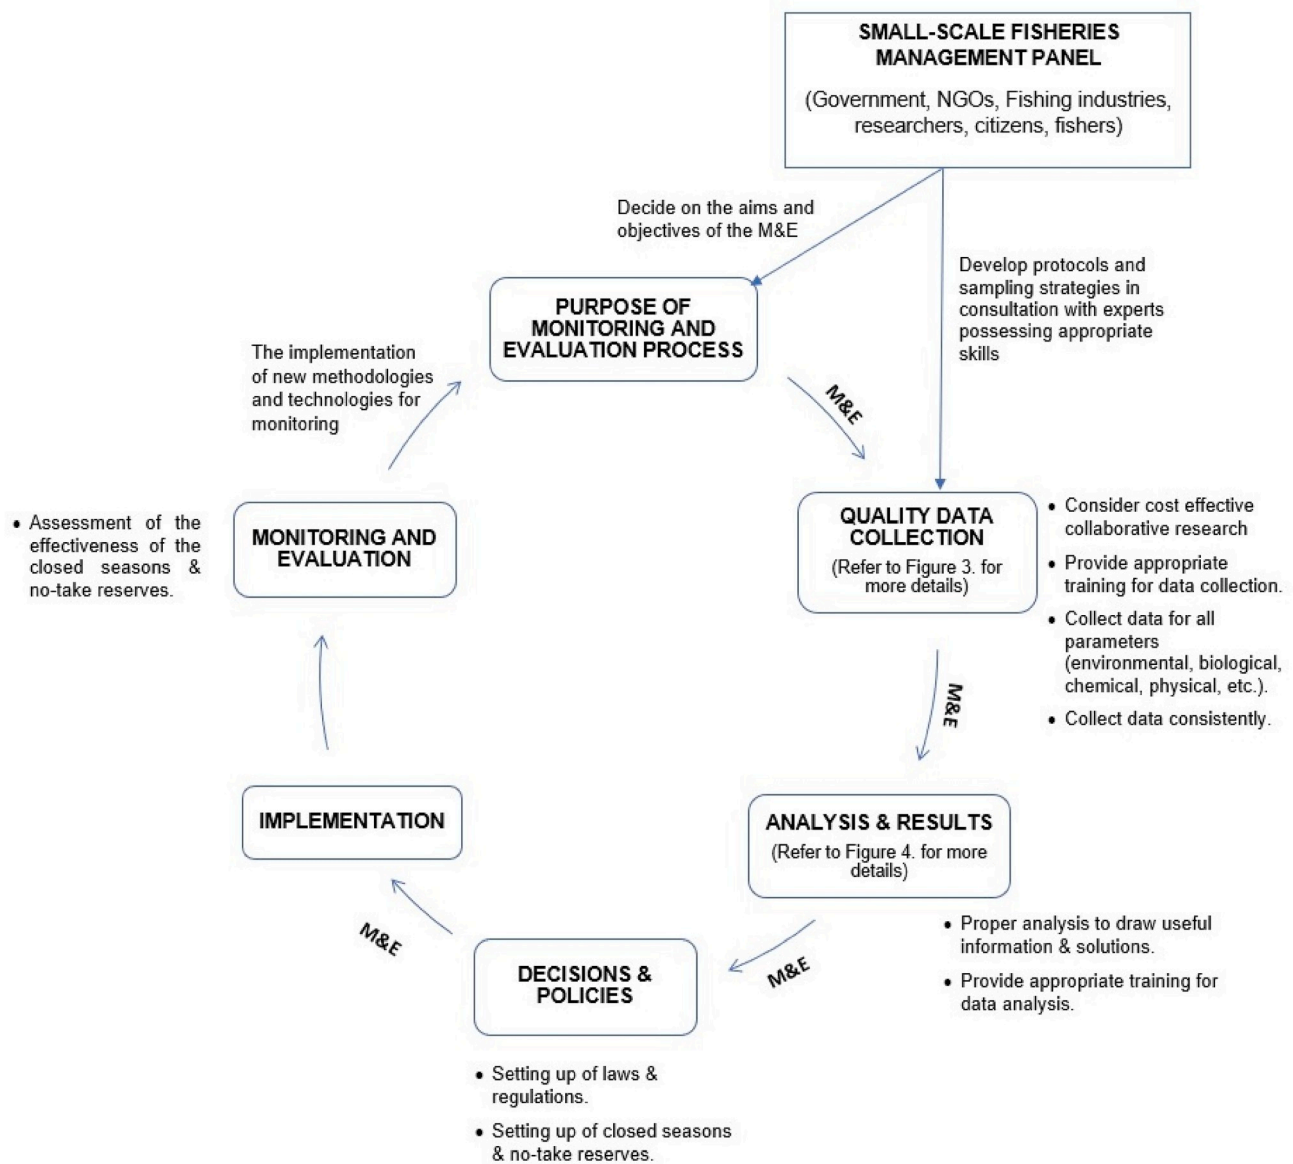 SMALL-SCALE FISHERIES
MANAGEMENT PANEL
(Government, NGOs, Fishing industries,
researchers, citizens, fishers)
Decide on the aims and
objectives of the M&E
Develop protocols and
sampling strategies in
consultation with experts
possessing appropriate
skills
PURPOSE OF
MONITORING AND
EVALUATION PROCESS
The implementation
of new methodologies
and technologies for
monitoring
M&E
QUALITY DATA
COLLECTION
(Refer to Figure 3. for
more details)
• Consider cost effective
collaborative research
• Provide appropriate
training for data collection.
• Collect data for all
parameters
(environmental, biological,
chemical, physical, etc.).
• Collect data consistently.
• Assessment of the
effectiveness of the
closed seasons &
no-take reserves.
MONITORING AND
EVALUATION
M&E
IMPLEMENTATION
ANALYSIS & RESULTS
(Refer to Figure 4. for more
details)
• Proper analysis to draw useful
information & solutions.
• Provide appropriate training for
data analysis.
M&E
M&E
DECISIONS &
POLICIES
• Setting up of laws &
regulations.
• Setting up of closed seasons
& no-take reserves.